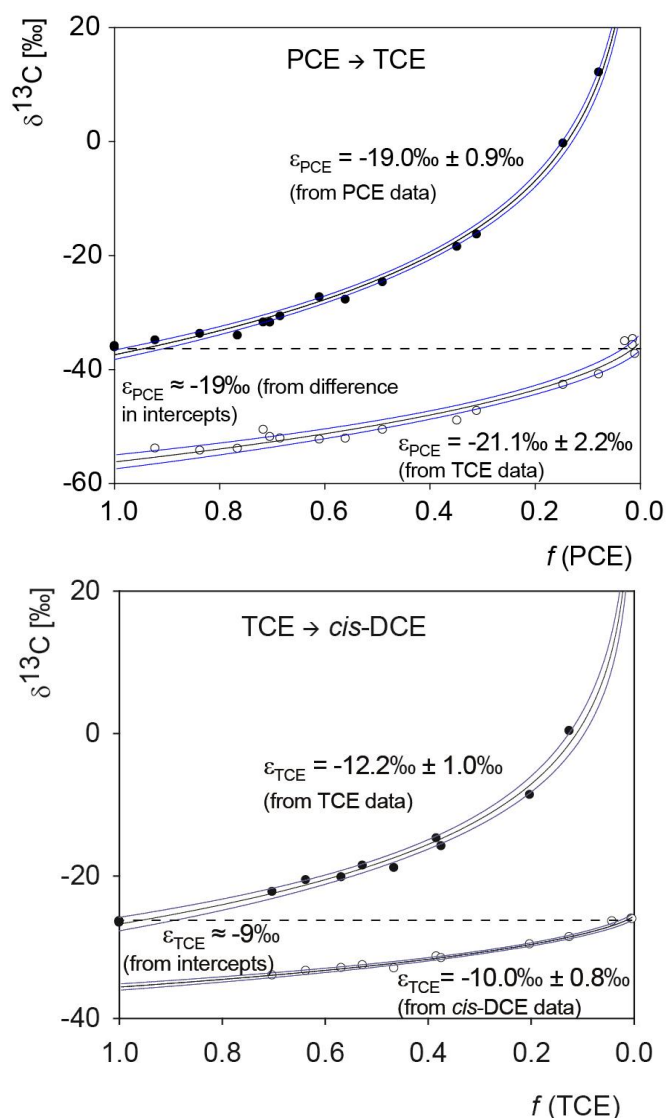 20
PCE → TCE
δ13C [‰]
0
εPCE = -19.0‰ ± 0.9‰
(from PCE data)
-20
-40
εPCE ≈ -19‰ (from difference
in intercepts)
εPCE = -21.1‰ ± 2.2‰
(from TCE data)
-60
1.0 0.8 0.6 0.4 0.2 0.0
f (PCE)
20
TCE → cis-DCE
δ13C [‰]
0
εTCE = -12.2‰ ± 1.0‰
(from TCE data)
-20
εTCE ≈ -9‰
(from intercepts)
εTCE = -10.0‰ ± 0.8‰
(from cis-DCE data)
-40
1.0 0.8 0.6 0.4 0.2 0.0
f (TCE)